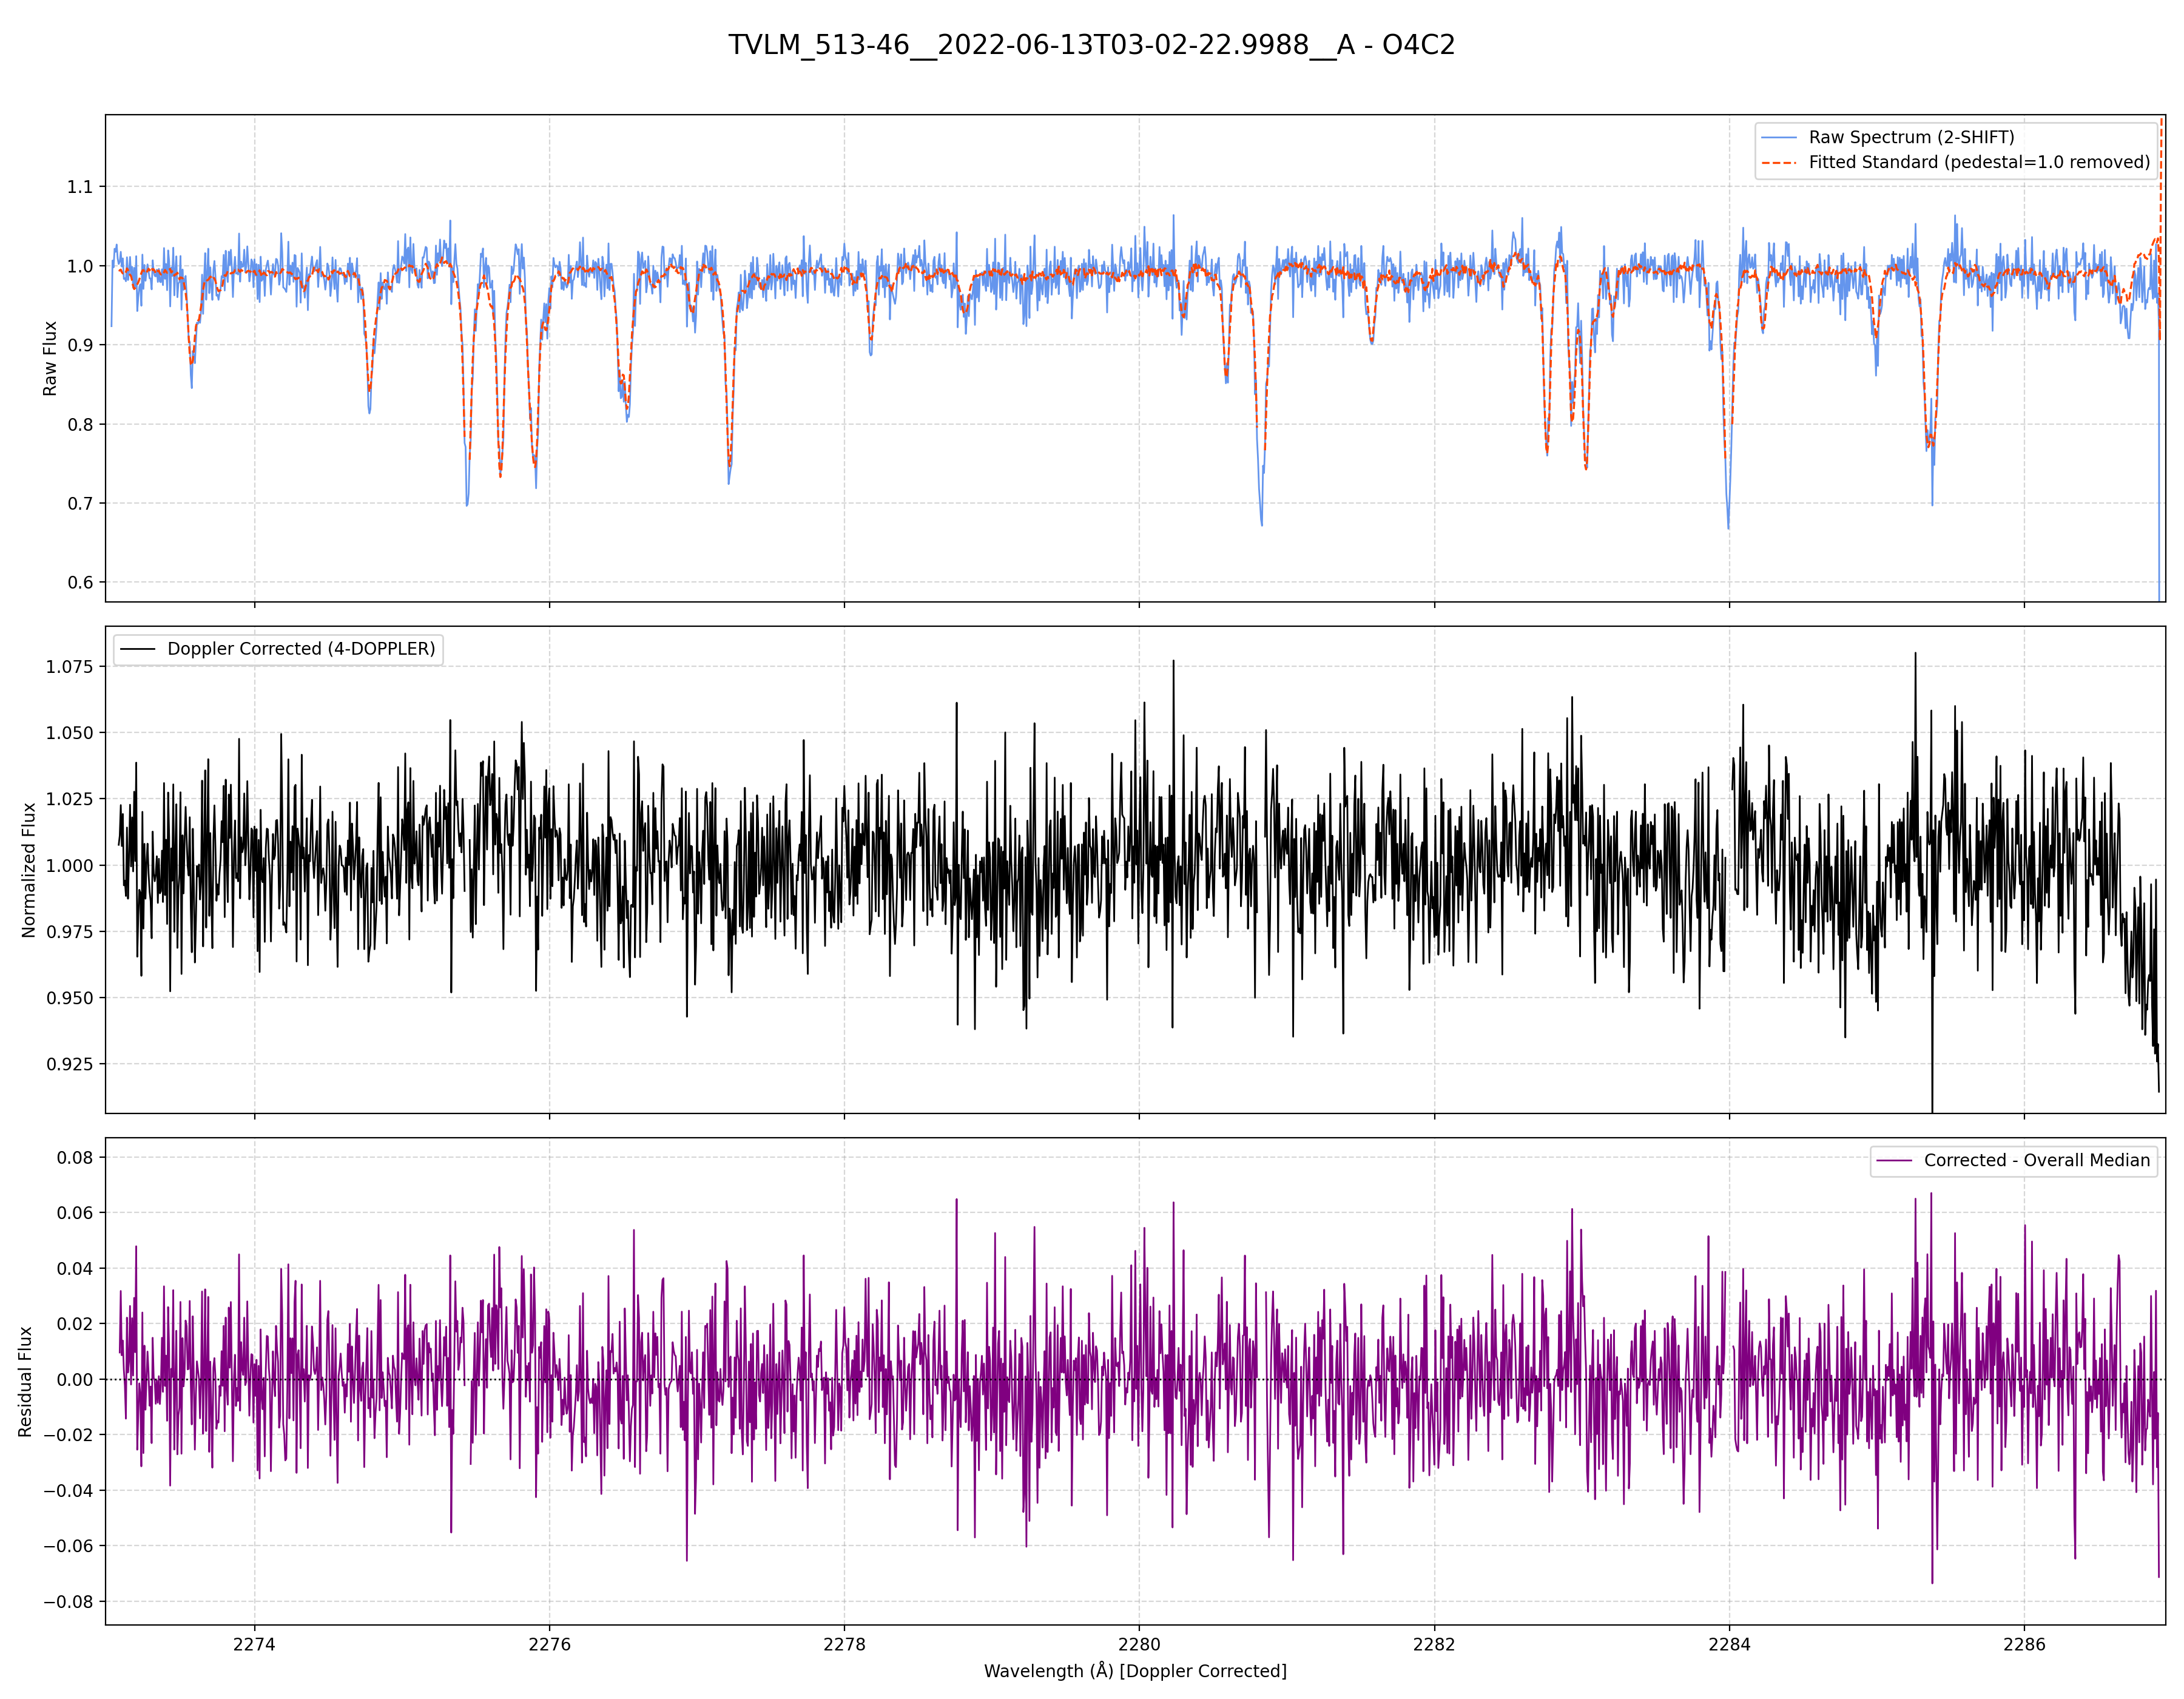 TVLM_513-46__2022-06-13T03-02-22.9988__A - O4C2
Raw Spectrum (2-SHIFT)
Fitted Standard (pedestal=1.0 removed)
Raw Flux
1.1
1.0
0.9
0.8
0.7
0.6
Doppler Corrected (4-DOPPLER)
Normalized Flux
1.075
1.050
1.025
1.000
0.975
0.950
0.925
Corrected - Overall Median
Residual Flux
0.08
0.06
0.04
0.02
0.00
−0.02
−0.04
−0.06
−0.08
2274 2276 2278 2280 2282 2284 2286
Wavelength (Å) [Doppler Corrected]